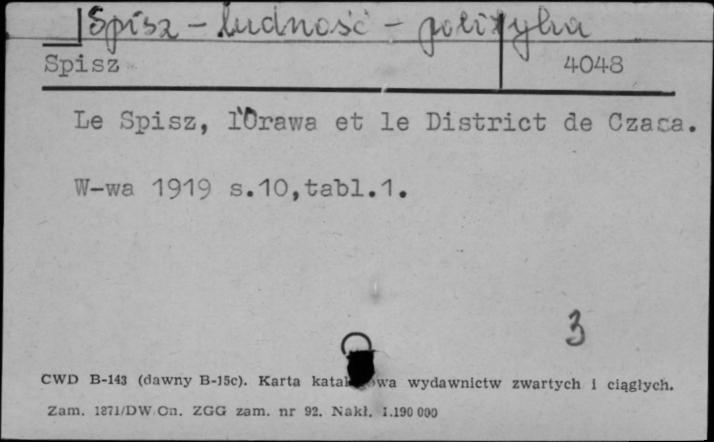 Spisz – ludność – polityka
Spisz 4048
Le Spisz, l'Orawa et le District de Czaca.
W-wa 1919 s.10,tabl.1.
3
CWD B-143 (dawny B-15c). Karta katalogowa wydawnictw zwartych i ciągłych.
Zam. 1871/DW/Cn. ZGG zam. nr 92. Nakł. 1.190 000